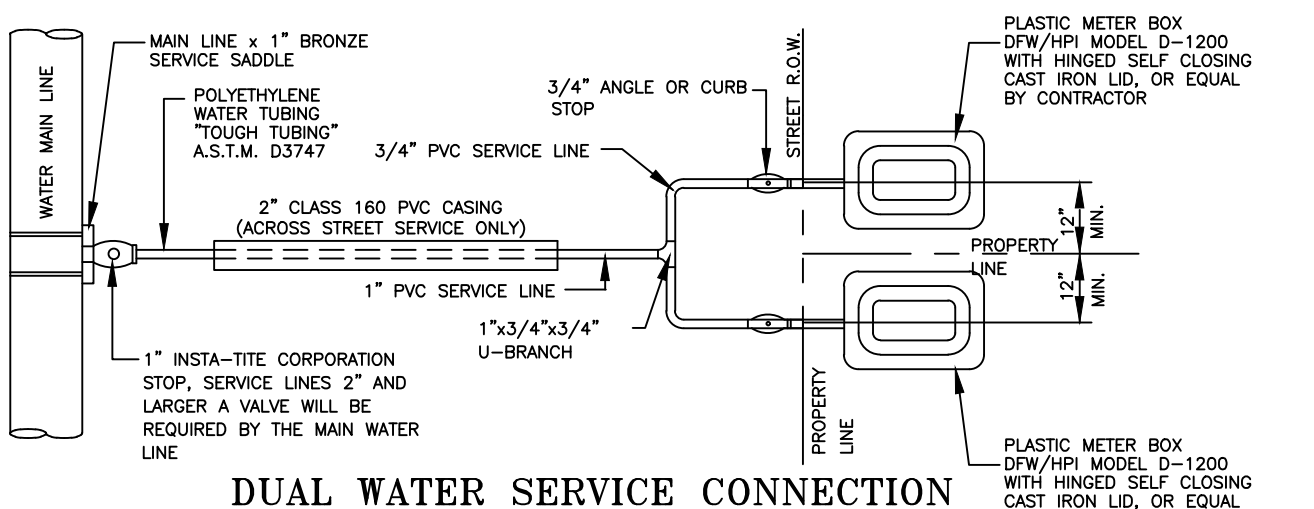 WATER MAIN LINE
MAIN LINE x 1" BRONZE
SERVICE SADDLE
POLYETHYLENE
WATER TUBING
"TOUGH TUBING"
A.S.T.M. D3747
2" CLASS 160 PVC CASING
(ACROSS STREET SERVICE ONLY)
3/4" PVC SERVICE LINE
3/4" ANGLE OR CURB
STOP
STREET R.O.W.
PLASTIC METER BOX
DFW/HPI MODEL D-1200
WITH HINGED SELF CLOSING
CAST IRON LID, OR EQUAL
BY CONTRACTOR
12"
MIN.
PROPERTY
LINE
12"
MIN.
1" PVC SERVICE LINE
1"x3/4"x3/4"
U-BRANCH
1" INSTA-TITE CORPORATION
STOP, SERVICE LINES 2" AND
LARGER A VALVE WILL BE
REQUIRED BY THE MAIN WATER
LINE
PROPERTY
LINE
PLASTIC METER BOX
DFW/HPI MODEL D-1200
WITH HINGED SELF CLOSING
CAST IRON LID, OR EQUAL
DUAL WATER SERVICE CONNECTION